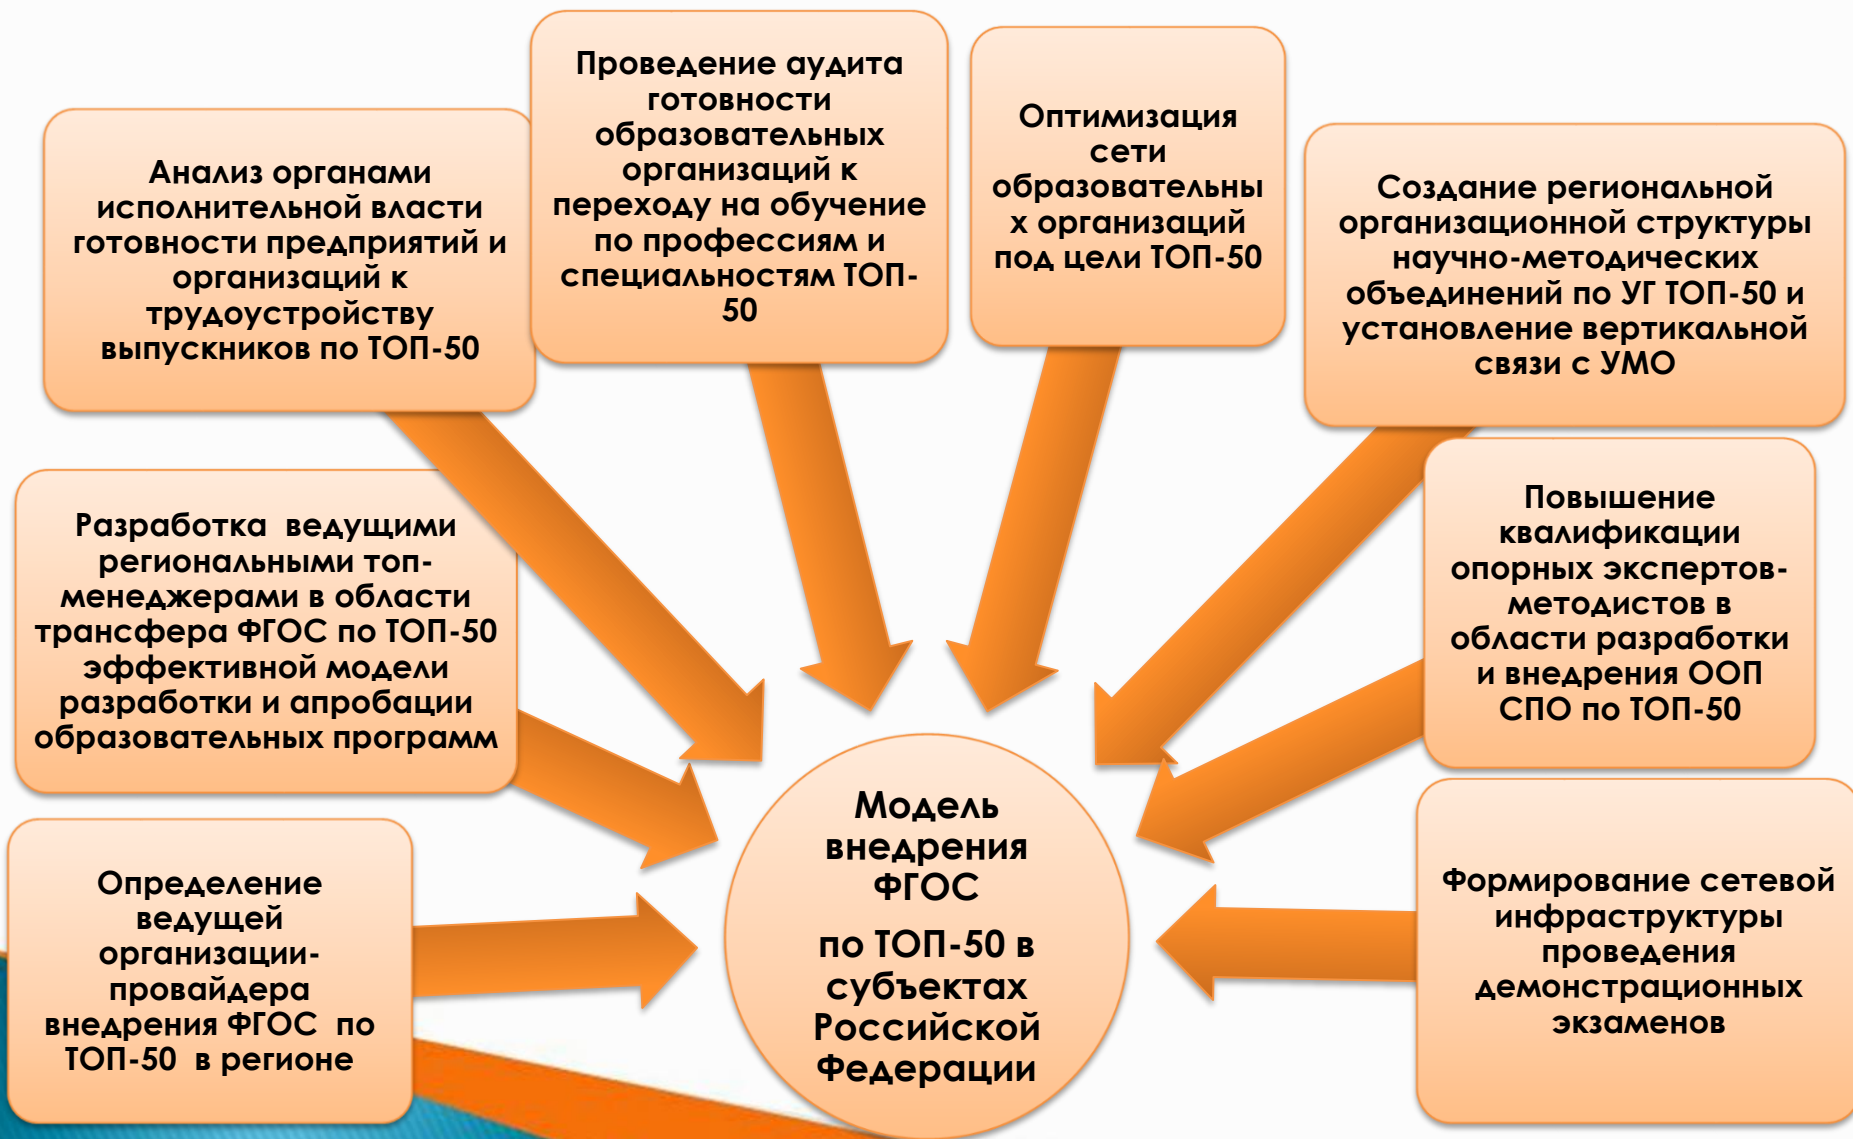 Проведение аудита
готовности
образовательных
организаций к
переходу на обучение
по профессиям и
специальностям ТОП-
50
Оптимизация
сети
образовательны
х организаций
под цели ТОП-50
Анализ органами
исполнительной власти
готовности предприятий и
организаций к
трудоустройству
выпускников по ТОП-50
Создание региональной
организационной структуры
научно-методических
объединений по УГ ТОП-50 и
установление вертикальной
связи с УМО
Разработка  ведущими
региональными топ-
менеджерами в области
трансфера ФГОС по ТОП-50
эффективной модели
разработки и апробации
образовательных программ
Повышение
квалификации
опорных экспертов-
методистов в
области разработки
и внедрения ООП
СПО по ТОП-50
Определение
ведущей
организации-
провайдера
внедрения ФГОС  по
ТОП-50  в регионе
Модель
внедрения
ФГОС
по ТОП-50 в
субъектах
Российской
Федерации
Формирование сетевой
инфраструктуры
проведения
демонстрационных
экзаменов